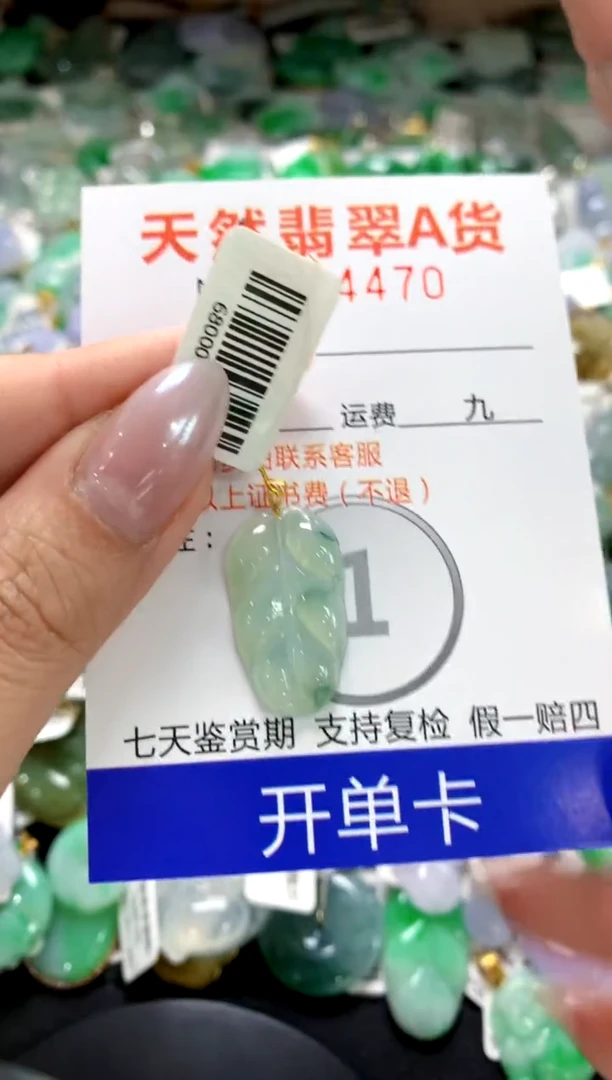 天然翡翠A货
4470
68000
运费 九
联系客服
以上证书费（不退）
注：
1
七天鉴赏期 支持复检 假一赔四
开单卡